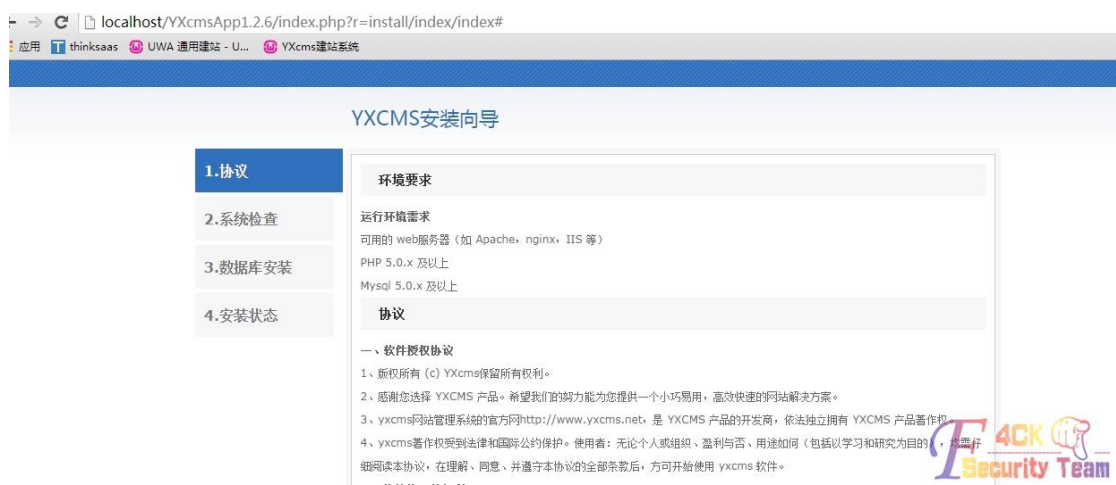 localhost/YXcmsApp1.2.6/index.php?r=install/index/index#
应用 thinksaas UWA 通用建站 - U... YXcms建站系统
YXCMS安装向导
1.协议
2.系统检查
3.数据库安装
4.安装状态
环境要求
运行环境需求
可用的 web服务器（如 Apache，nginx，IIS 等）
PHP 5.0.x 及以上
Mysql 5.0.x 及以上
协议
一、软件授权协议
1、版权所有 (c) YXcms保留所有权利。
2、感谢您选择 YXCMS 产品。希望我们的努力能为您提供一个小巧易用，高效快速的网站解决方案。
3、yxcms网站管理系统的官方网http://www.yxcms.net，是 YXCMS 产品的开发商，依法独立拥有 YXCMS 产品著作权。
4、yxcms著作权受到法律和国际公约保护。使用者：无论个人或组织、盈利与否、用途如何（包括以学习和研究为目的），均需仔
细阅读本协议，在理解、同意、并遵守本协议的全部条款后，方可开始使用 yxcms 软件。
F4CK
Security Team